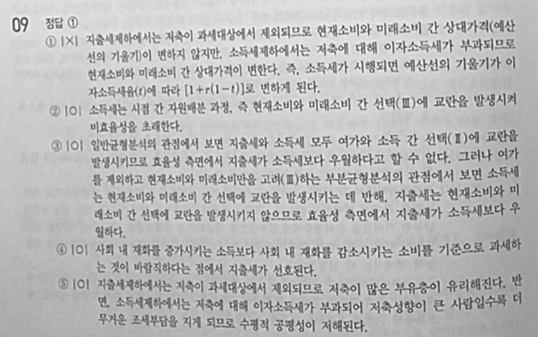 09 정답 ①
① |X| 지출세제하에서는 저축이 과세대상에서 제외되므로 현재소비와 미래소비 간 상대가격(예산
선의 기울기)이 변하지 않지만, 소득세제하에서는 저축에 대해 이자소득세가 부과되므로
현재소비와 미래소비 간 상대가격이 변한다. 즉, 소득세가 시행되면 예산선의 기울기가 이
자소득세율(t)에 따라 [1+r(1-t)]로 변하게 된다.
② |O| 소득세는 시점 간 자원배분 과정, 즉 현재소비와 미래소비 간 선택(Ⅲ)에 교란을 발생시켜
비효율성을 초래한다.
③ |O| 일반균형분석의 관점에서 보면 지출세와 소득세 모두 여가와 소득 간 선택(Ⅱ)에 교란을
발생시키므로 효율성 측면에서 지출세가 소득세보다 우월하다고 할 수 없다. 그러나 여가
를 제외하고 현재소비와 미래소비만을 고려(Ⅲ)하는 부분균형분석의 관점에서 보면 소득세
는 현재소비와 미래소비 간 선택에 교란을 발생시키는 데 반해, 지출세는 현재소비와 미
래소비 간 선택에 교란을 발생시키지 않으므로 효율성 측면에서 지출세가 소득세보다 우
월하다.
④ |O| 사회 내 재화를 증가시키는 소득보다 사회 내 재화를 감소시키는 소비를 기준으로 과세하
는 것이 바람직하다는 점에서 지출세가 선호된다.
⑤ |O| 지출세제하에서는 저축이 과세대상에서 제외되므로 저축이 많은 부유층이 유리해진다. 반
면, 소득세제하에서는 저축에 대해 이자소득세가 부과되어 저축성향이 큰 사람일수록 더
무거운 조세부담을 지게 되므로 수평적 공평성이 저해된다.